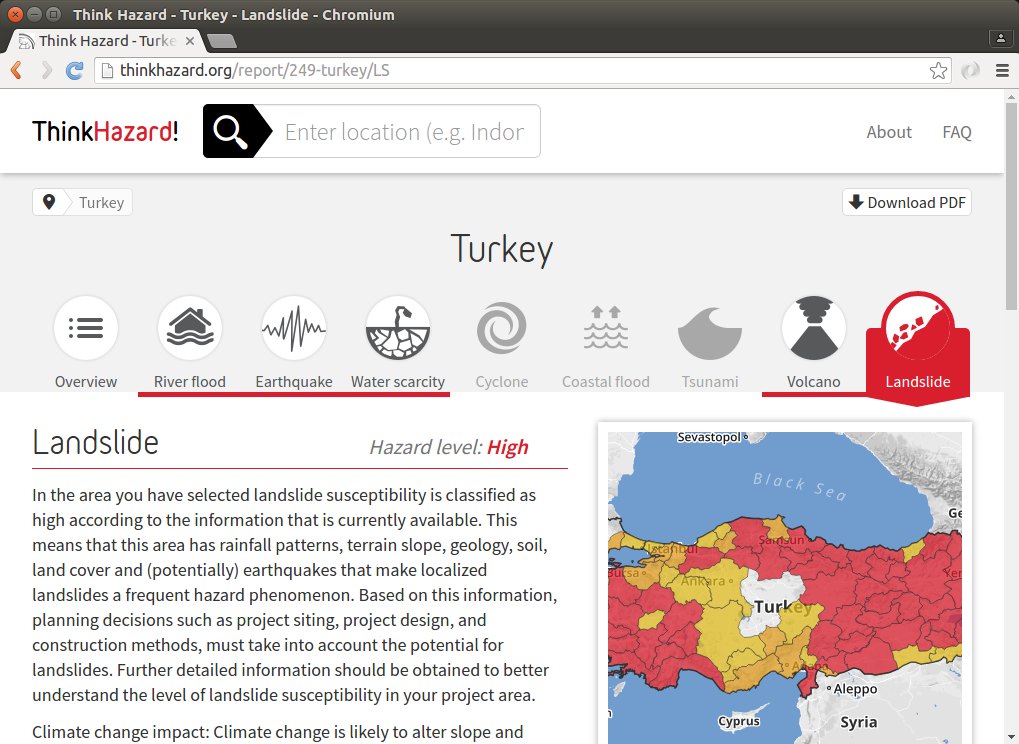 Think Hazard - Turkey - Landslide - Chromium
Think Hazard - Turke
thinkhazard.org/report/249-turkey/LS
ThinkHazard!
Enter location (e.g. Indon
About
FAQ
Turkey
Download PDF
Turkey
Overview
River flood
Earthquake
Water scarcity
Cyclone
Coastal flood
Tsunami
Volcano
Landslide
Landslide
Hazard level: High
In the area you have selected landslide susceptibility is classified as
high according to the information that is currently available. This
means that this area has rainfall patterns, terrain slope, geology, soil,
land cover and (potentially) earthquakes that make localized
landslides a frequent hazard phenomenon. Based on this information,
planning decisions such as project siting, project design, and
construction methods, must take into account the potential for
landslides. Further detailed information should be obtained to better
understand the level of landslide susceptibility in your project area.
Climate change impact: Climate change is likely to alter slope and
Sevastopol
Black Sea
Ge
Istanbul
Samsun
Bursa
Ankara
Yer
Turkey
Adana
Aleppo
Cyprus
Syria